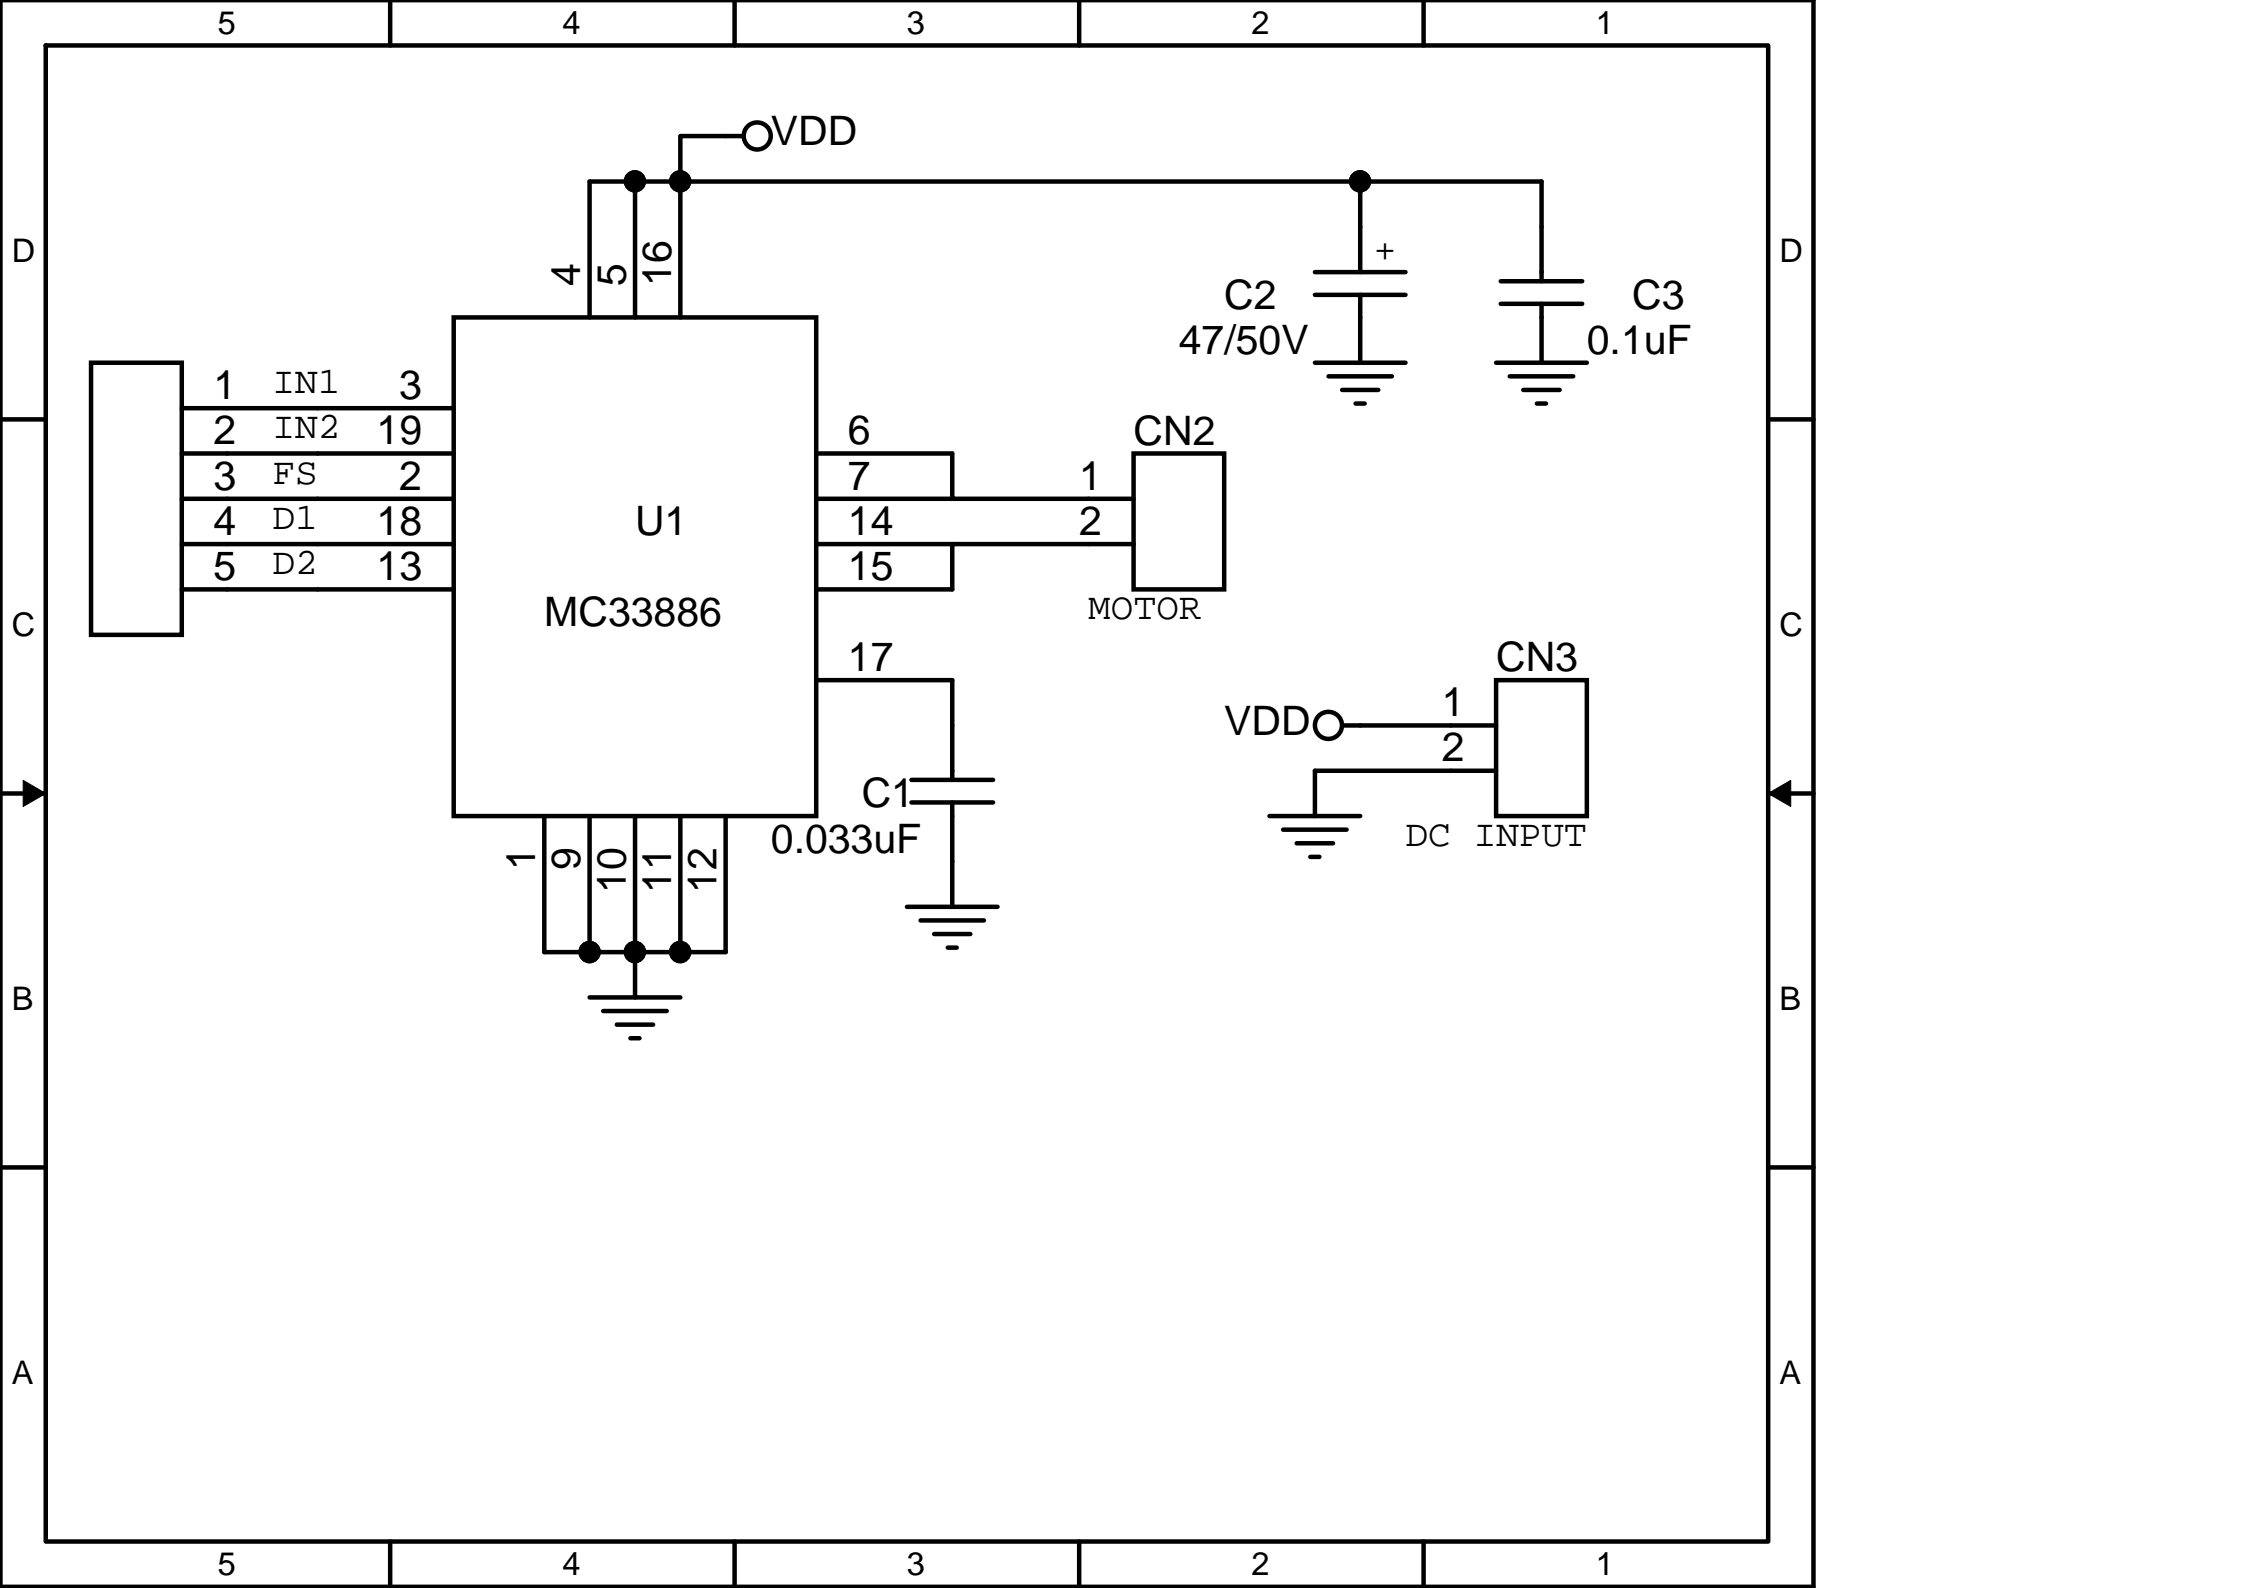 5 4 3 2 1
VDD
D D
4 5 16
+
C2 C3
47/50V 0.1uF
1 IN1 3
2 IN2 19
3 FS 2
4 D1 18
5 D2 13
U1
MC33886
6
7
14
15
17
CN2
1
2
MOTOR
C C
CN3
1
VDD
2
DC INPUT
C1
0.033uF
1 9 10 11 12
B B
A A
5 4 3 2 1